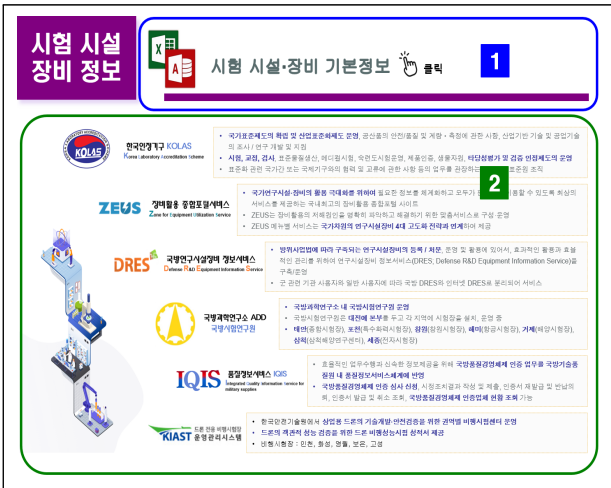 시험 시설
장비 정보
시험 시설·장비 기본정보
클릭
1
2
KOLAS
한국인정기구 KOLAS
Korea Laboratory Accreditation Scheme
• 국가표준제도의 확립 및 산업표준화제도 운영, 공산품의 안전/품질 및 계량·측정에 관한 사항, 산업기반 기술 및 공업기술
의 조사/연구 개발 및 지원
• 시험, 교정, 검사, 표준물질생산, 메디컬시험, 숙련도시험운영, 제품인증, 생물자원, 타당성평가 및 검증 인정제도의 운영
• 표준화 관련 국가간 또는 국제기구와의 협력 및 교류에 관한 사항 등의 업무를 관장하는 표준원 조직
ZEUS 장비활용 종합포털서비스
Zone for Equipment Utilization Service
• 국가연구시설·장비의 활용 극대화를 위하여 필요한 정보를 체계화하고 모두가 활용할 수 있도록 최상의
서비스를 제공하는 국내최고의 장비활용 종합포털 사이트
• ZEUS는 장비활용의 저해원인을 명확히 파악하고 해결하기 위한 맞춤서비스로 구성·운영
• ZEUS 메뉴별 서비스는 국가차원의 연구시설장비 4대 고도화 전략과 연계하여 제공
DRES 국방연구시설장비 정보서비스
Defense R&D Equipment Information Service
• 방위사업법에 따라 구축되는 연구시설장비의 등록 / 처분, 운영 및 활용에 있어서, 효과적인 활용과 효율
적인 관리를 위하여 연구시설장비 정보서비스(DRES; Defense R&D Equipment Information Service)을
구축/운영
• 군 관련 기관 사용자와 일반 사용자에 따라 국방 DRES와 인터넷 DRES로 분리되어 서비스
국방과학연구소 ADD
국방시험연구원
• 국방과학연구소 내 국방시험연구원 운영
• 국방시험연구원은 대전에 본부를 두고 각 지역에 시험장을 설치, 운영 중
• 태안(종합시험장), 포천(특수화력시험장), 창원(창원시험장), 해미(항공시험장), 거제(해양시험장),
삼척(삼척해양연구센터), 세종(전자시험장)
IQIS 품질정보서비스 IQIS
Integrated Quality Information Service for
military supplies
• 효율적인 업무수행과 신속한 정보제공을 위해 국방품질경영체제 인증 업무를 국방기술품
질원 내 품질정보서비스체계에 반영
• 국방품질경영체제 인증 심사 신청, 시정조치결과 작성 및 제출, 인증서 재발급 및 반납의
뢰, 인증서 발급 및 취소 조회, 국방품질경영체제 인증업체 현황 조회 가능
KIAST 드론 전용 비행시험장
운영관리시스템
• 한국안전기술원에서 상업용 드론의 기술개발·안전검증을 위한 권역별 비행시험센터 운영
• 드론의 객관적 성능 검증을 위한 드론 비행성능시험 성적서 제공
• 비행시험장 : 인천, 화성, 영월, 보은, 고성